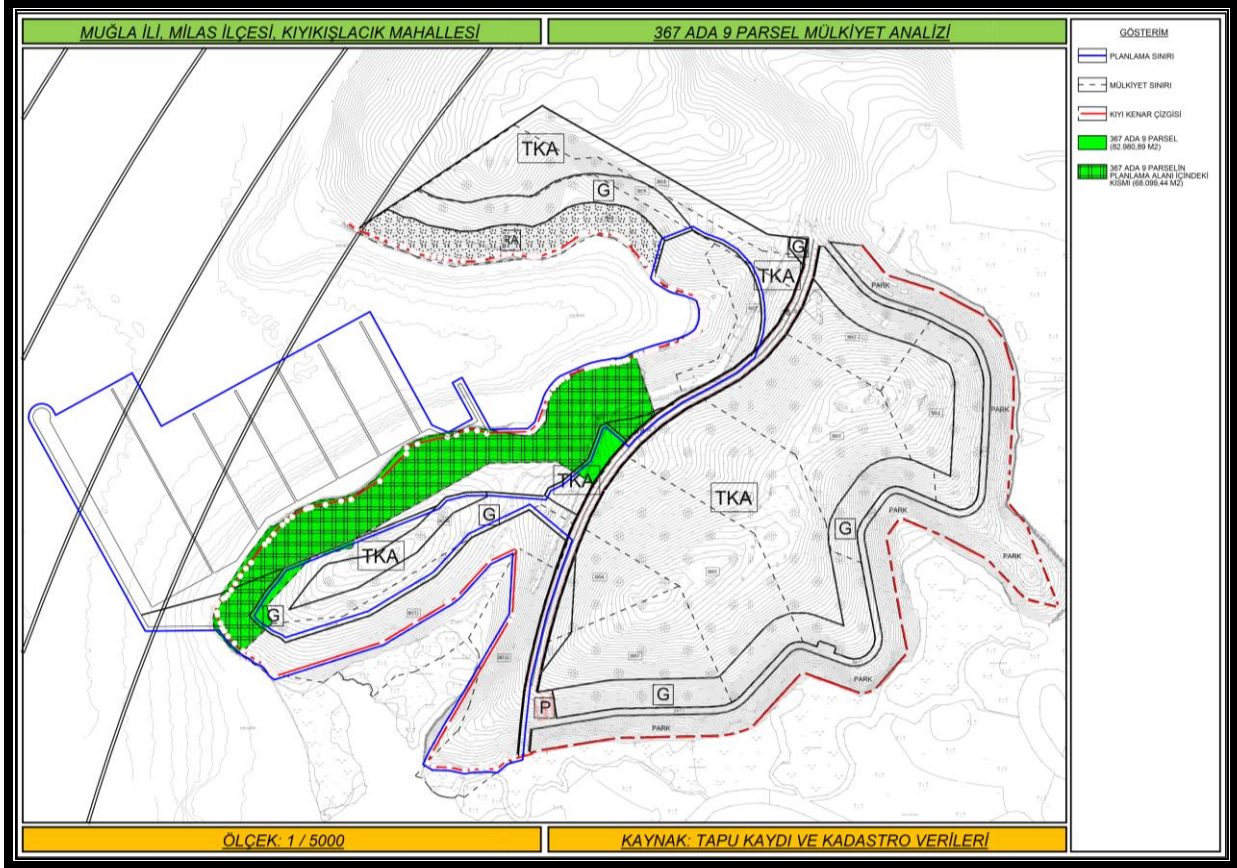 MUĞLA İLİ, MİLAS İLÇESİ, KIYIKIŞLACIK MAHALLESİ
367 ADA 9 PARSEL MÜLKİYET ANALİZİ
GÖSTERİM
PLANLAMA SINIRI
MÜLKİYET SINIRI
KIYI KENAR ÇİZGİSİ
367 ADA 9 PARSEL
(82.980,89 M2)
367 ADA 9 PARSELİN
PLANLAMA ALANI İÇİNDEKİ
KISMI (68.099,44 M2)
TKA
G
G
TKA
PARK
PARK
TKA
TKA
G
PARK
G
TKA
PARK
G
PARK
G
P
PARK
ÖLÇEK: 1 / 5000
KAYNAK: TAPU KAYDI VE KADASTRO VERİLERİ